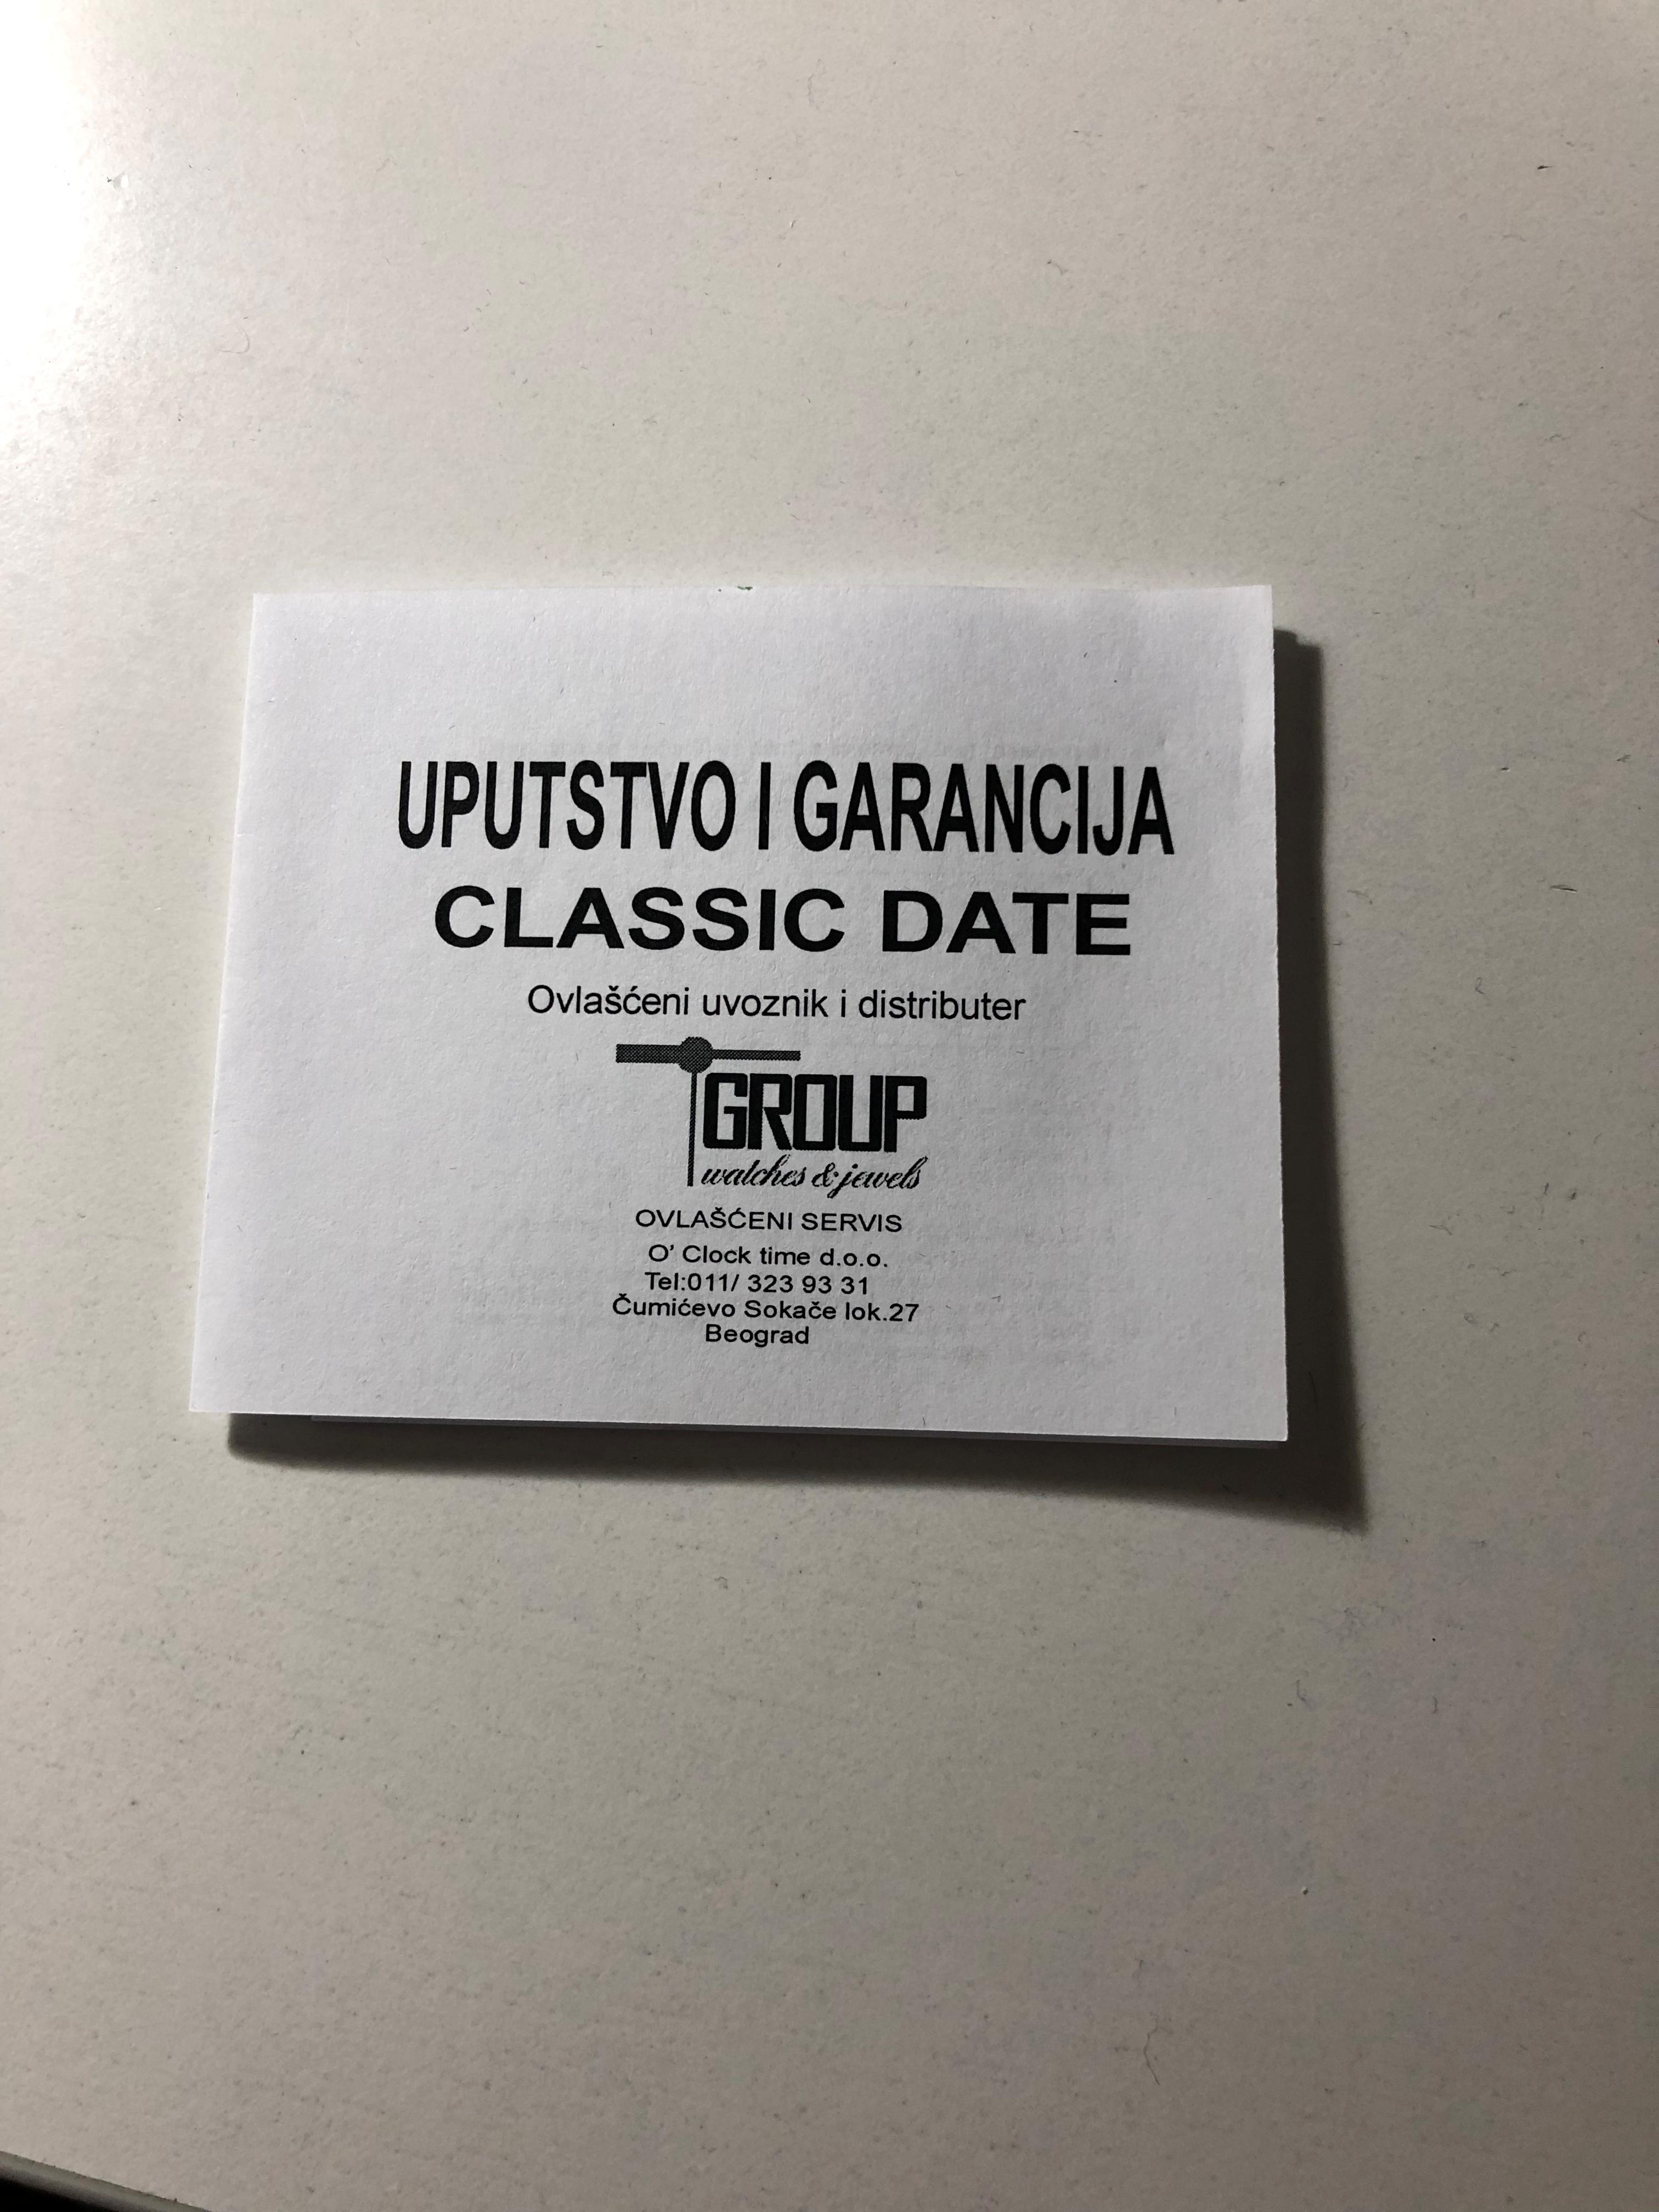 UPUTSTVO I GARANCIJA
CLASSIC DATE
Ovlašćeni uvoznik i distributer
TGROUP
watches & jewels
OVLAŠĆENI SERVIS
O' Clock time d.o.o.
Tel:011/ 323 93 31
Čumićevo Sokače lok.27
Beograd